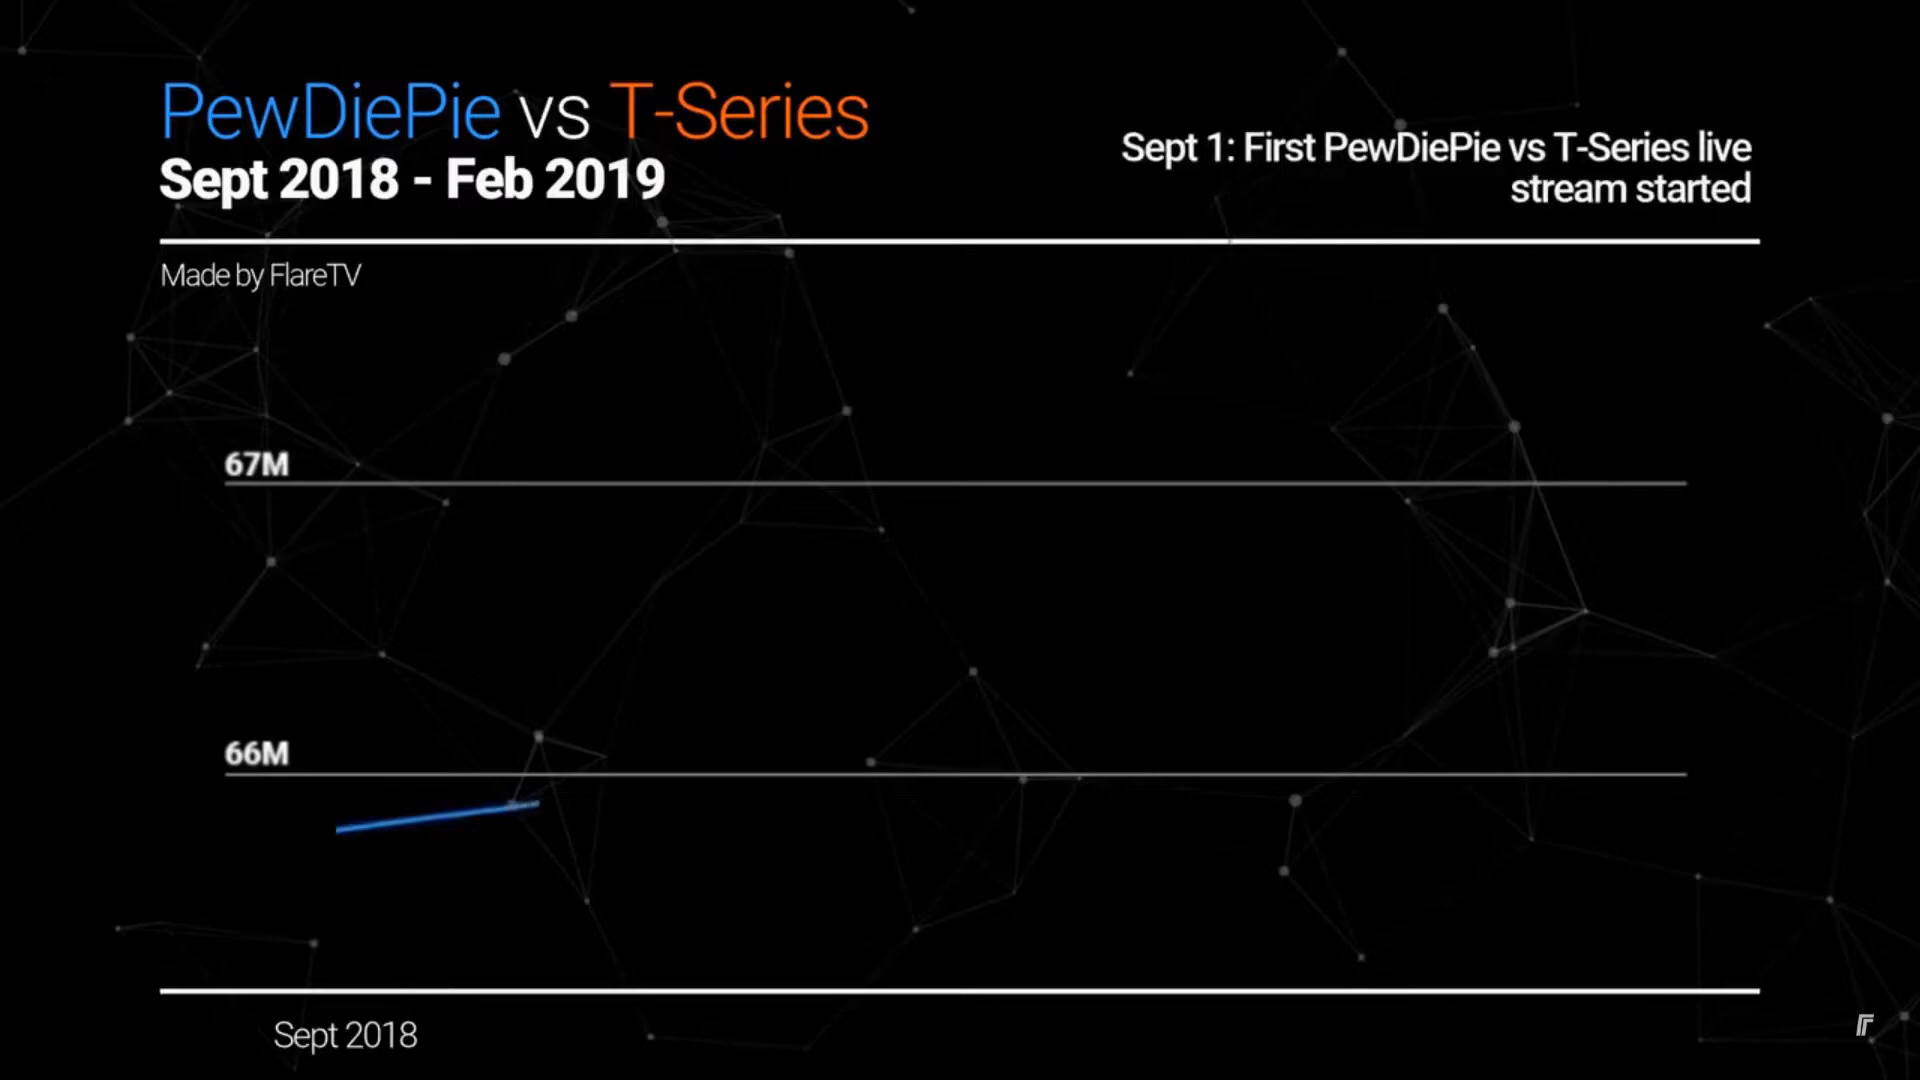 PewDiePie vs T-Series
Sept 2018 - Feb 2019
Sept 1: First PewDiePie vs T-Series live
stream started
Made by FlareTV
67M
66M
Sept 2018